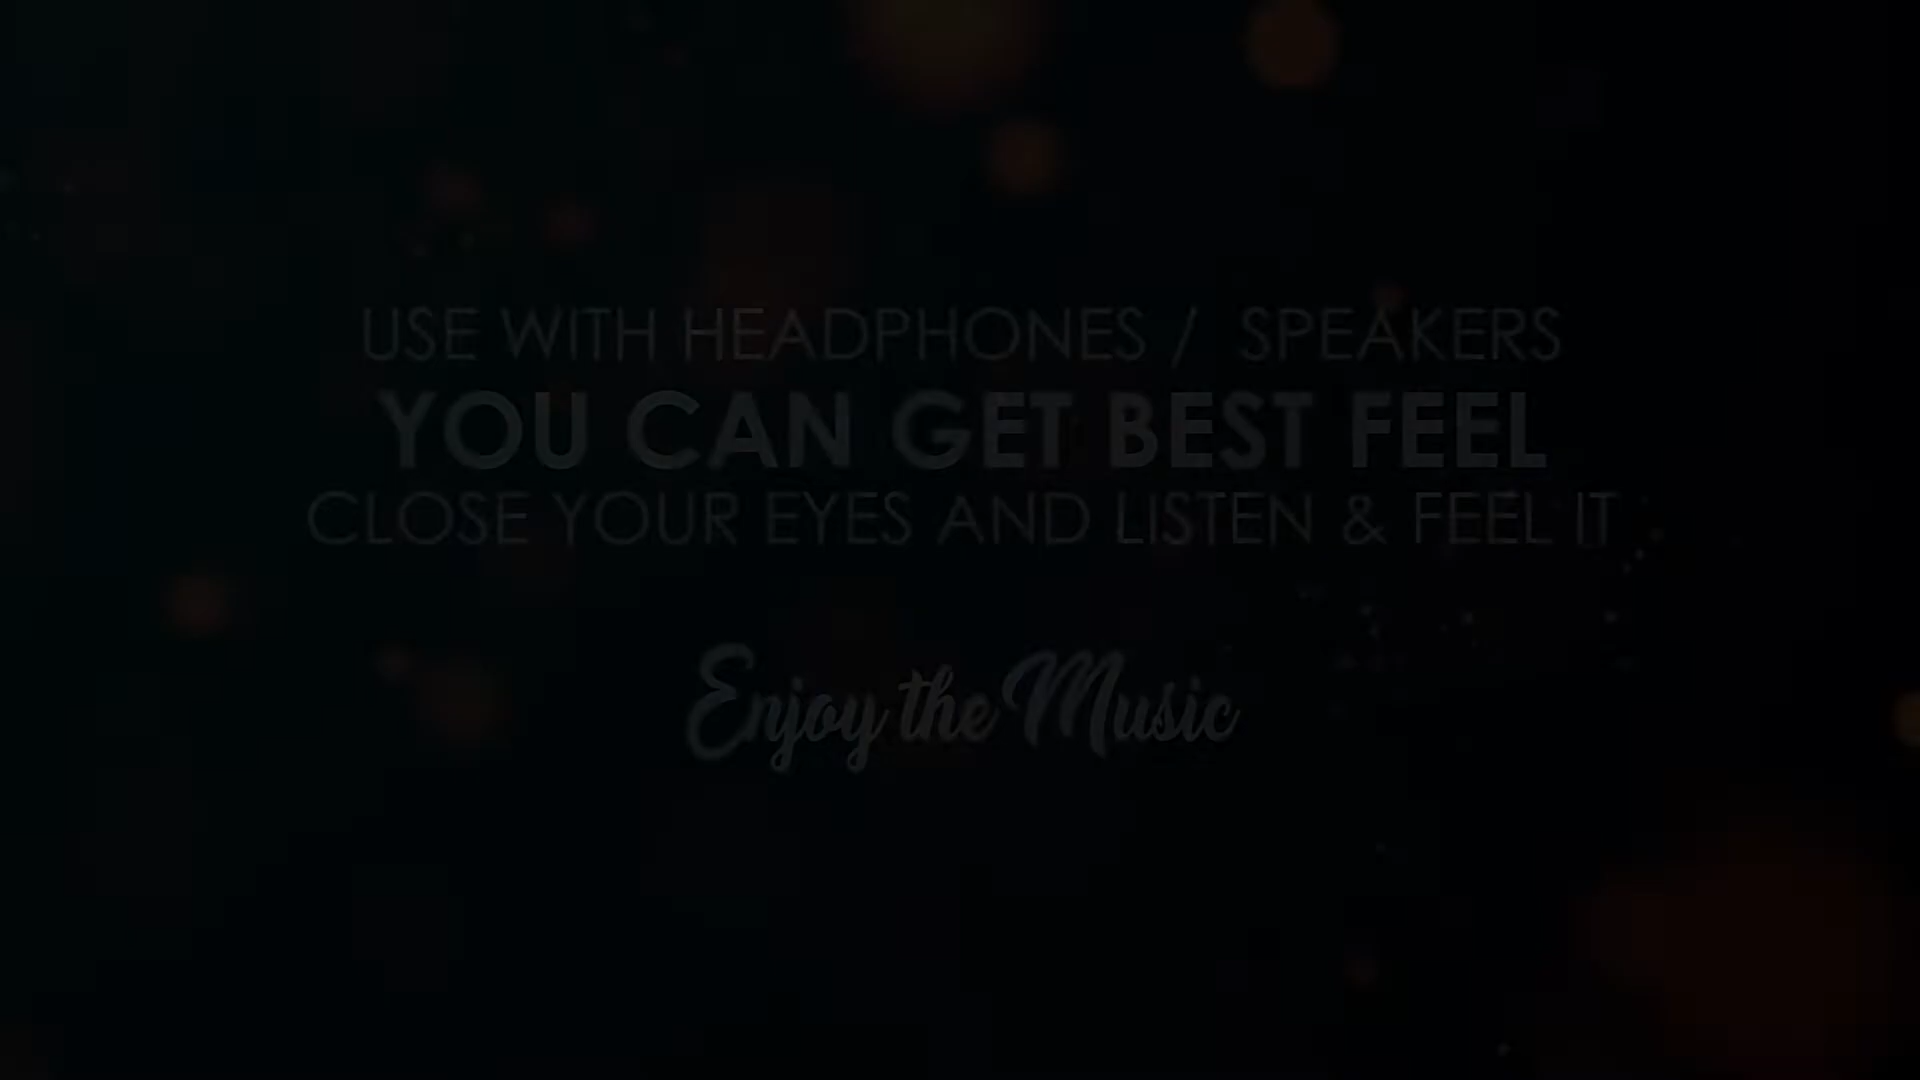 USE WITH HEADPHONES / SPEAKERS
YOU CAN GET BEST FEEL
CLOSE YOUR EYES AND LISTEN & FEEL IT
Enjoy the Music